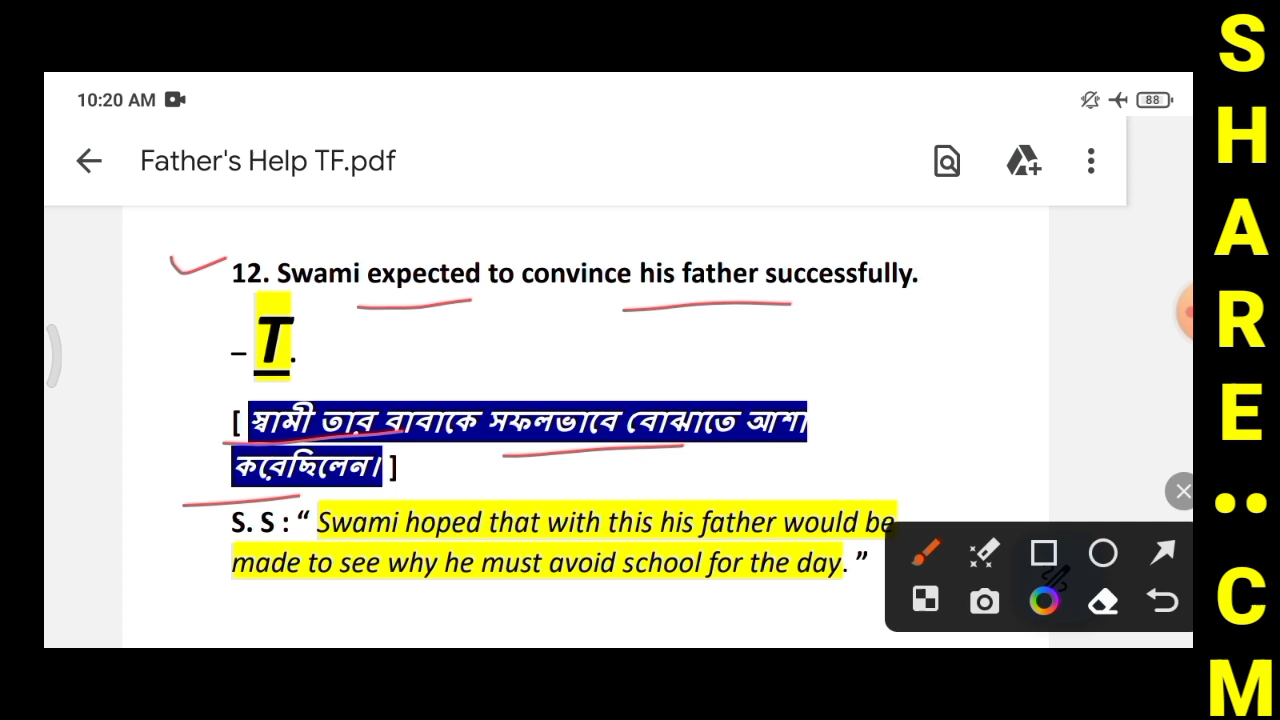 10:20 AM
88
Father's Help TF.pdf
12. Swami expected to convince his father successfully.
– T.
[ স্বামী তার বাবাকে সফলভাবে বোঝাতে আশা
করেছিলেন। ]
S. S : “ Swami hoped that with this his father would be
made to see why he must avoid school for the day. ”
SHARE
••
CM